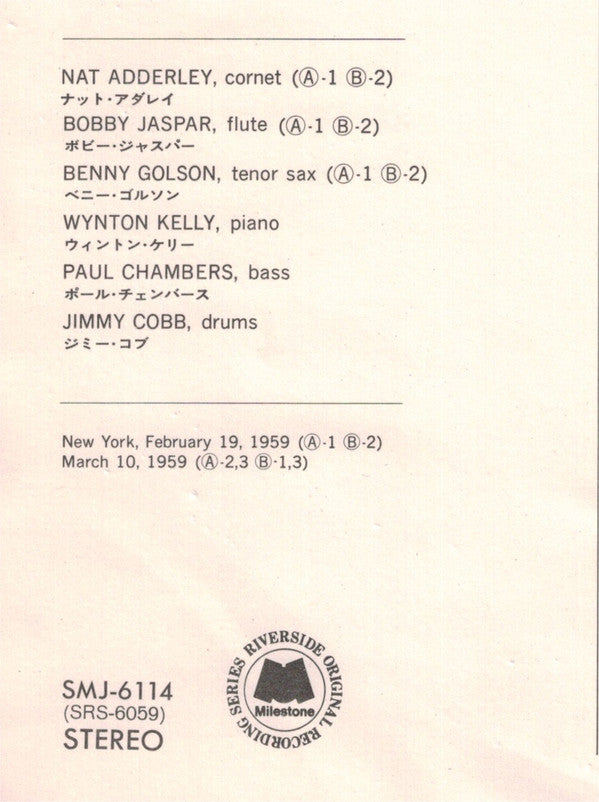 NAT ADDERLEY, cornet (Ⓐ-1 Ⓑ-2)
ナット・アダレイ
BOBBY JASPAR, flute (Ⓐ-1 Ⓑ-2)
ボビー・ジャスパー
BENNY GOLSON, tenor sax (Ⓐ-1 Ⓑ-2)
ベニー・ゴルソン
WYNTON KELLY, piano
ウィントン・ケリー
PAUL CHAMBERS, bass
ポール・チェンバース
JIMMY COBB, drums
ジミー・コブ
New York, February 19, 1959 (Ⓐ-1 Ⓑ-2)
March 10, 1959 (Ⓐ-2,3 Ⓑ-1,3)
RIVERSIDE ORIGINAL RECORDING SERIES
Milestone
SMJ-6114
(SRS-6059)
STEREO